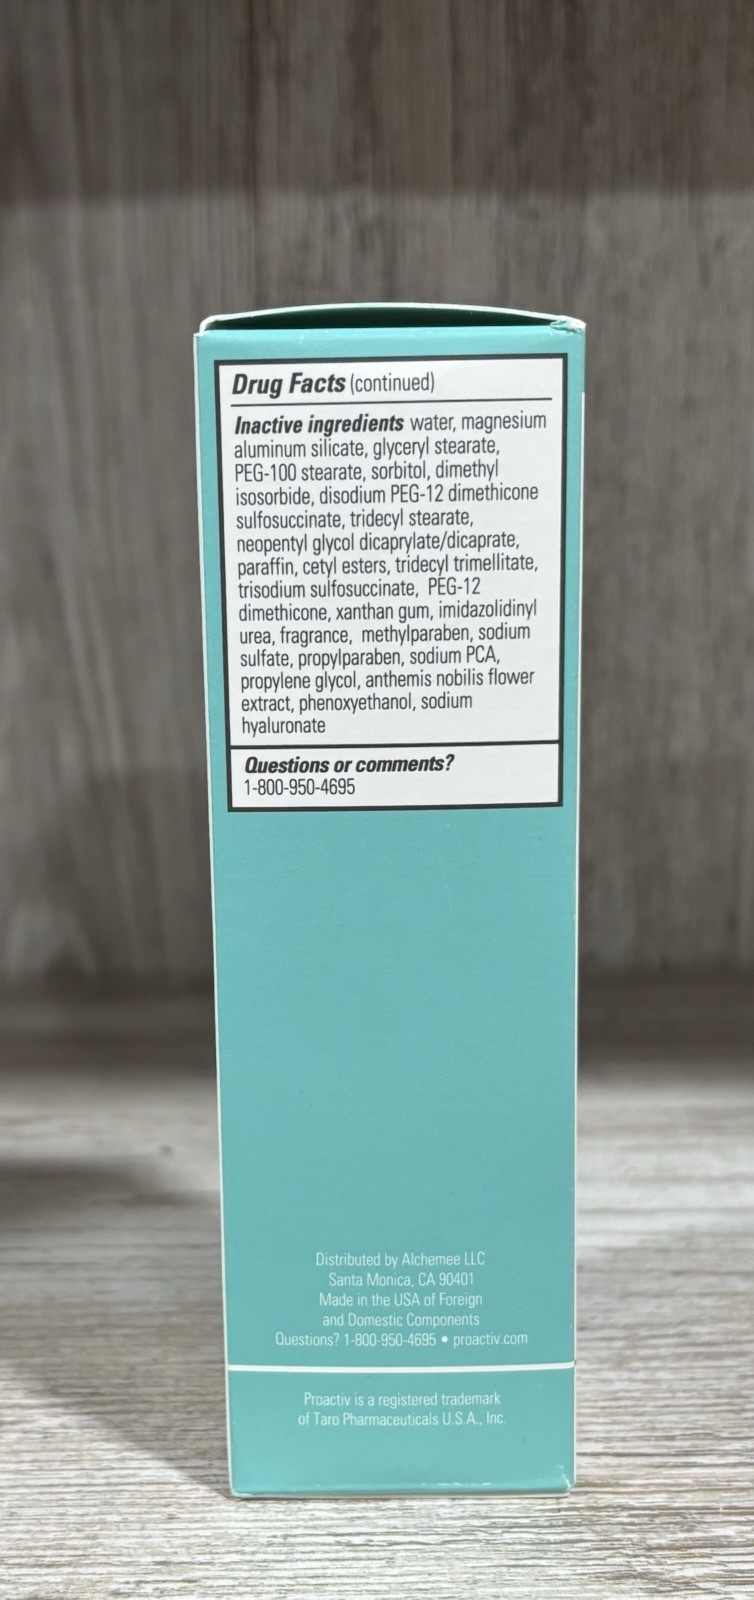 Drug Facts (continued)
Inactive ingredients water, magnesium
aluminum silicate, glyceryl stearate,
PEG-100 stearate, sorbitol, dimethyl
isosorbide, disodium PEG-12 dimethicone
sulfosuccinate, tridecyl stearate,
neopentyl glycol dicaprylate/dicaprate,
paraffin, cetyl esters, tridecyl trimellitate,
trisodium sulfosuccinate, PEG-12
dimethicone, xanthan gum, imidazolidinyl
urea, fragrance, methylparaben, sodium
sulfate, propylparaben, sodium PCA,
propylene glycol, anthemis nobilis flower
extract, phenoxyethanol, sodium
hyaluronate
Questions or comments?
1-800-950-4695
Distributed by Alchemee LLC
Santa Monica, CA 90401
Made in the USA of Foreign
and Domestic Components
Questions? 1-800-950-4695 • proactiv.com
Proactiv is a registered trademark
of Taro Pharmaceuticals U.S.A., Inc.